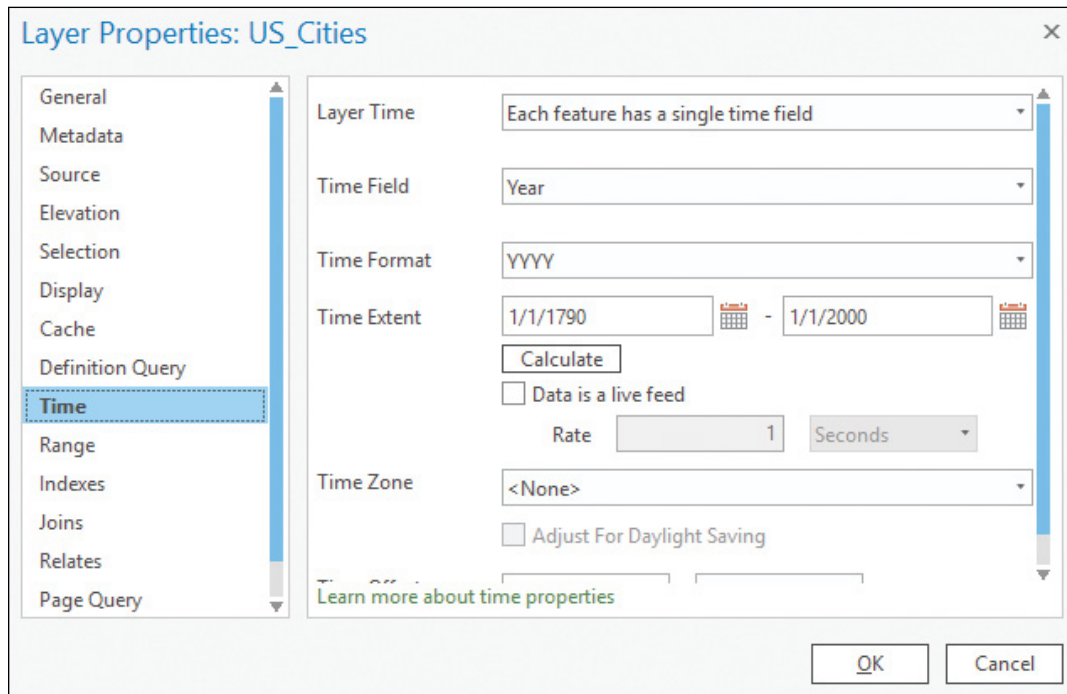 Layer Properties: US_Cities
General
Metadata
Source
Elevation
Selection
Display
Cache
Definition Query
Time
Range
Indexes
Joins
Relates
Page Query
Layer Time Each feature has a single time field
Time Field Year
Time Format YYYY
Time Extent 1/1/1790 - 1/1/2000
Calculate
Data is a live feed
Rate 1 Seconds
Time Zone <None>
Adjust For Daylight Saving
Learn more about time properties
OK Cancel